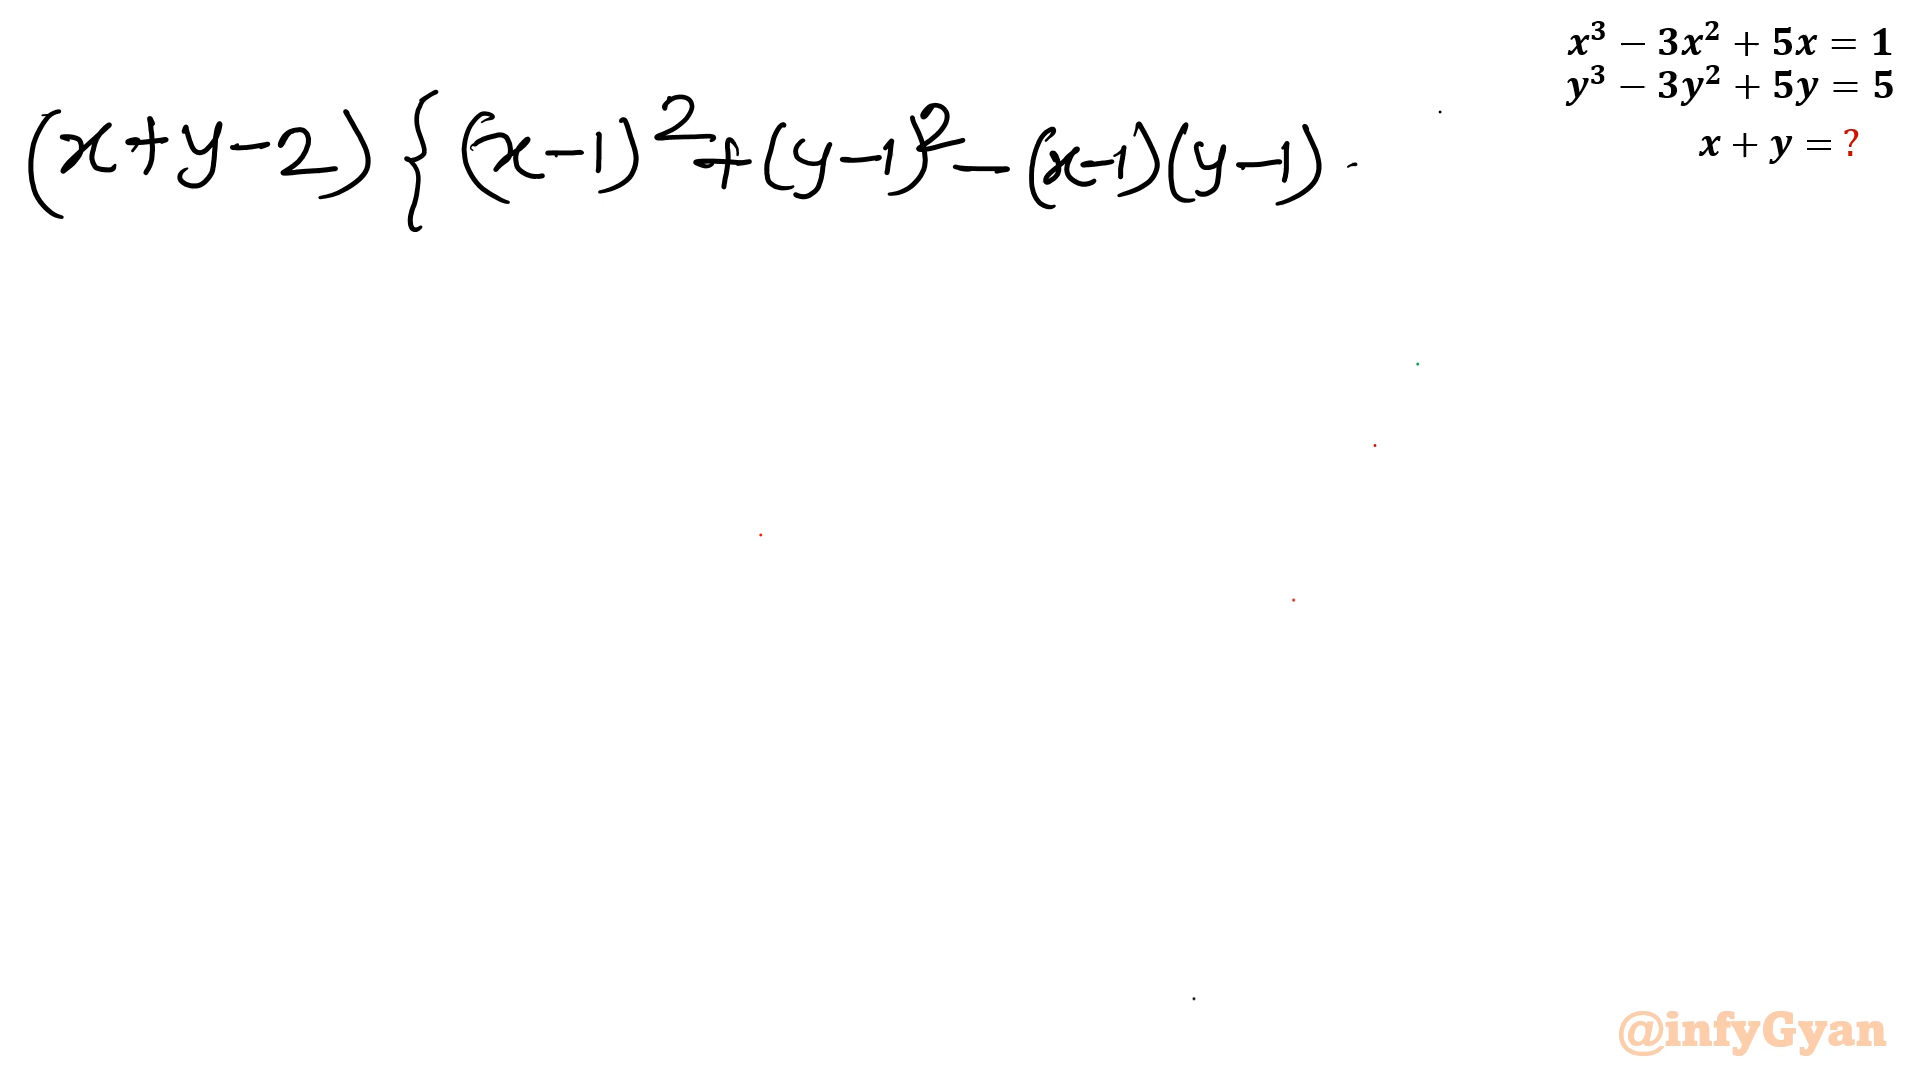 x³ − 3x² + 5x = 1
y³ − 3y² + 5y = 5
x + y = ?
(x+y-2) { (x-1)² + (y-1)² - (x-1)(y-1)
@infyGyan